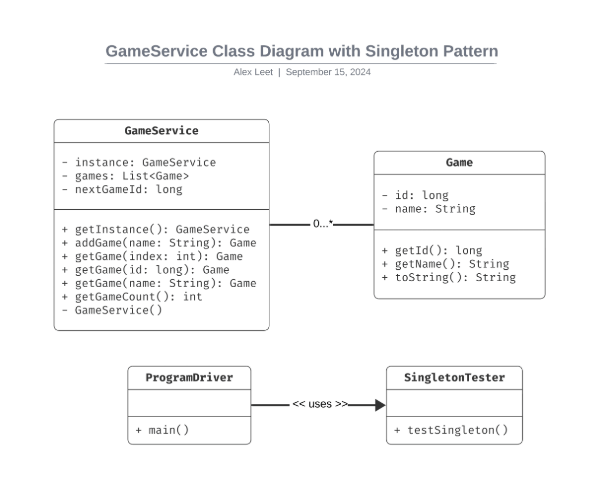 GameService Class Diagram with Singleton Pattern
Alex Leet | September 15, 2024
GameService
- instance: GameService
- games: List<Game>
- nextGameId: long
+ getInstance(): GameService
+ addGame(name: String): Game
+ getGame(index: int): Game
+ getGame(id: long): Game
+ getGame(name: String): Game
+ getGameCount(): int
- GameService()
0...*
Game
- id: long
- name: String
+ getId(): long
+ getName(): String
+ toString(): String
ProgramDriver
+ main()
<< uses >>
SingletonTester
+ testSingleton()